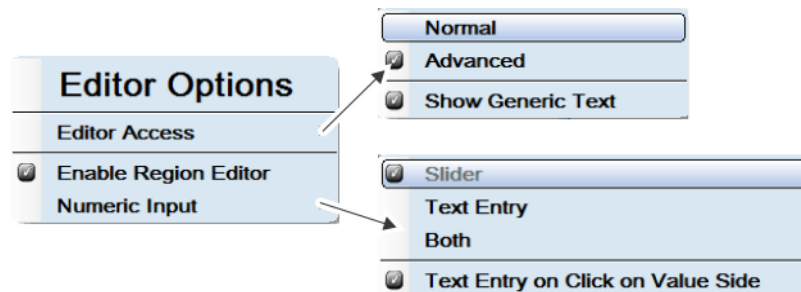 Editor Options
Editor Access
Enable Region Editor
Numeric Input
Normal
Advanced
Show Generic Text
Slider
Text Entry
Both
Text Entry on Click on Value Side